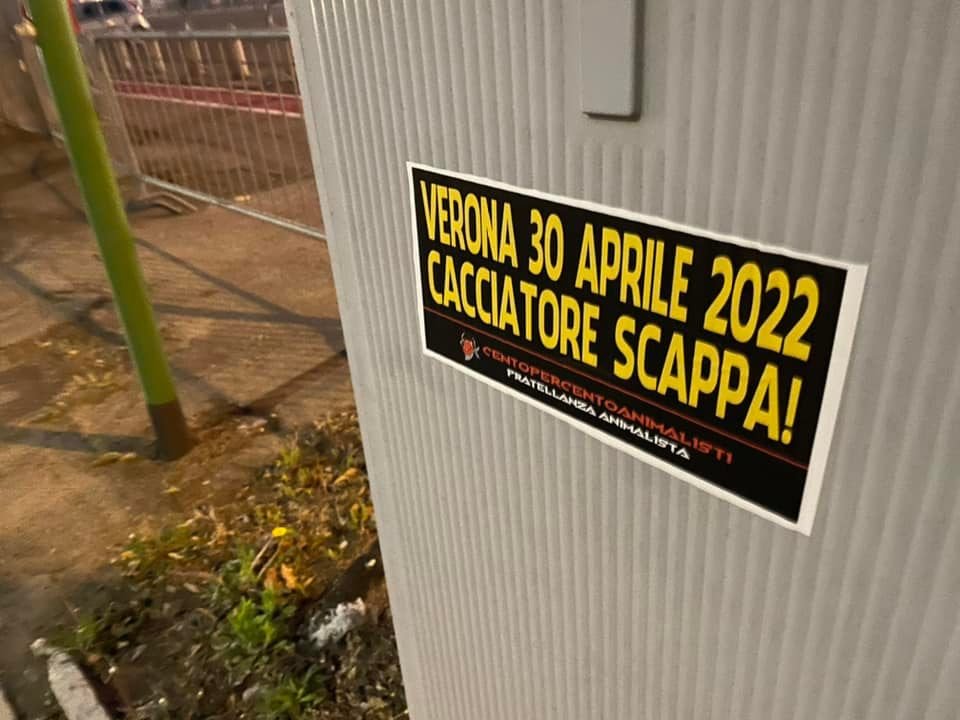 VERONA 30 APRILE 2022
CACCIATORE SCAPPA!
CENTOPERCENTOANIMALISTI
FRATELLANZA ANIMALISTA